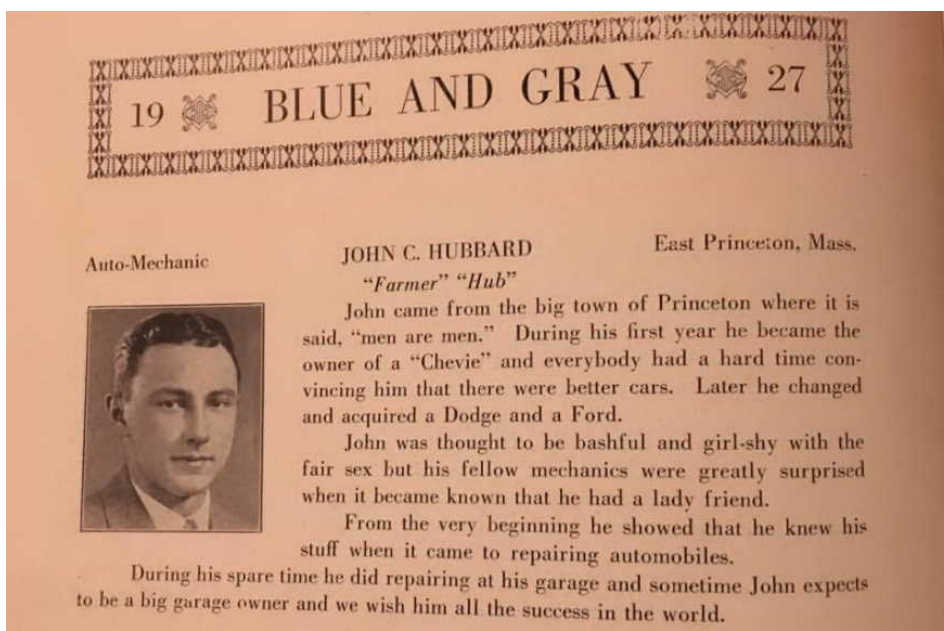 19 BLUE AND GRAY 27
Auto-Mechanic JOHN C. HUBBARD East Princeton, Mass.
"Farmer" "Hub"
John came from the big town of Princeton where it is
said, "men are men." During his first year he became the
owner of a "Chevie" and everybody had a hard time con-
vincing him that there were better cars. Later he changed
and acquired a Dodge and a Ford.
John was thought to be bashful and girl-shy with the
fair sex but his fellow mechanics were greatly surprised
when it became known that he had a lady friend.
From the very beginning he showed that he knew his
stuff when it came to repairing automobiles.
During his spare time he did repairing at his garage and sometime John expects
to be a big garage owner and we wish him all the success in the world.